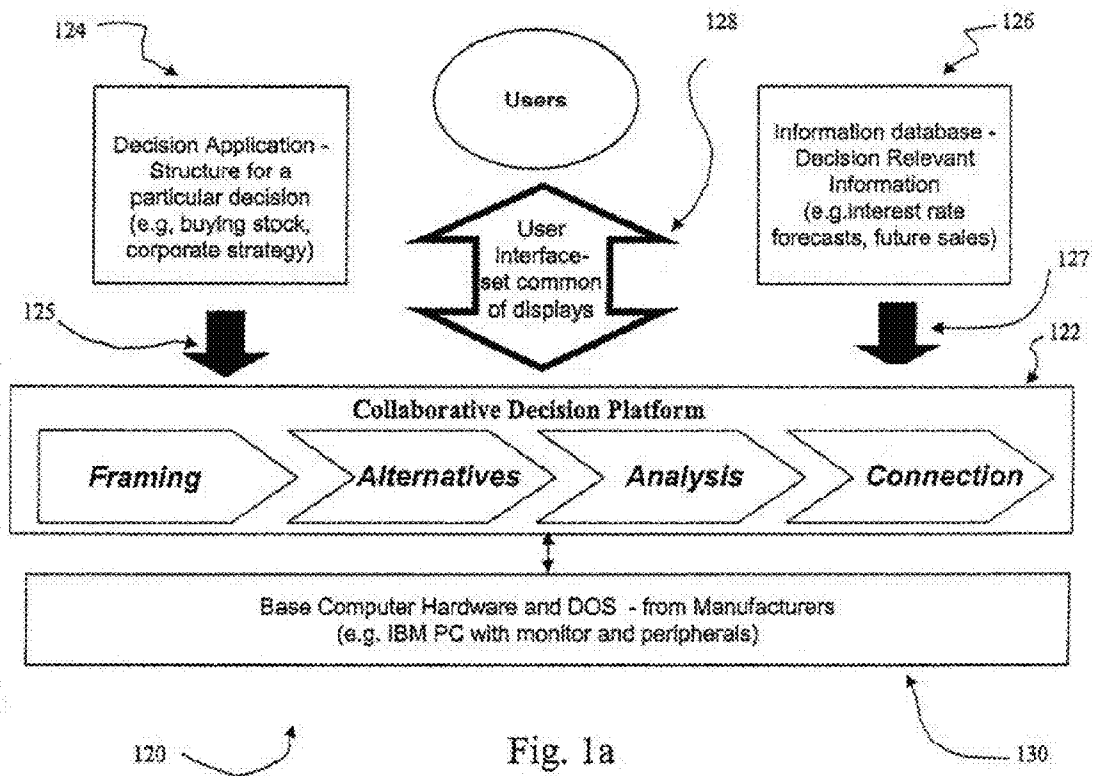 124
128
126
Users
Decision Application -
Structure for a
particular decision
(e.g, buying stock,
corporate strategy)
Information database -
Decision Relevant
Information
(e.g.interest rate
forecasts, future sales)
User
Interface-
set common
of displays
125
127
122
Collaborative Decision Platform
Framing
Alternatives
Analysis
Connection
Base Computer Hardware and DOS - from Manufacturers
(e.g. IBM PC with monitor and peripherals)
120
Fig. 1a
130